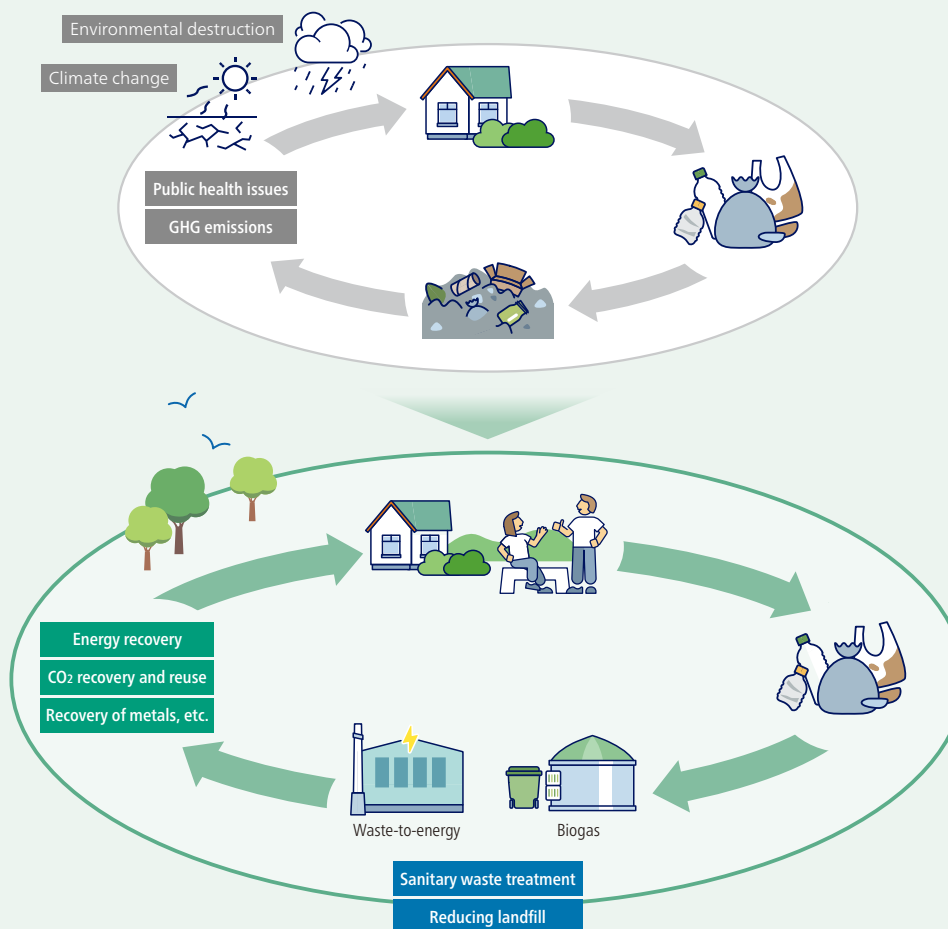 Environmental destruction
Climate change
Public health issues
GHG emissions
Energy recovery
CO₂ recovery and reuse
Recovery of metals, etc.
Waste-to-energy
Biogas
Sanitary waste treatment
Reducing landfill